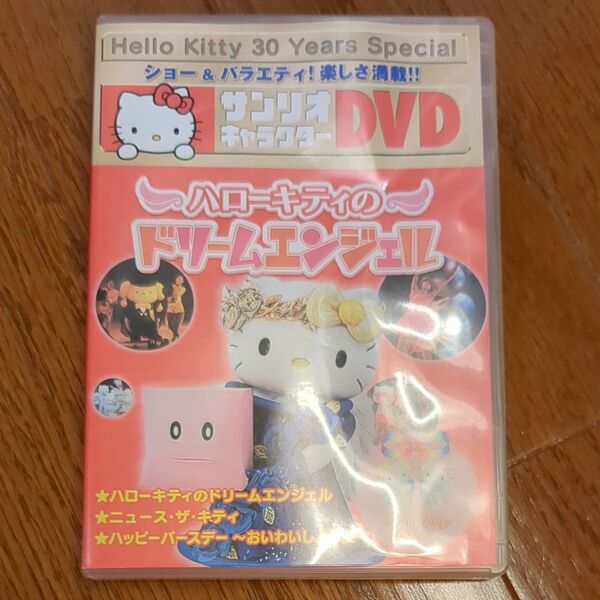 Hello Kitty 30 Years Special
ショー & バラエティ! 楽しさ満載!!
サンリオ
キャラクター
DVD
ハローキティの
ドリームエンジェル
★ハローキティのドリームエンジェル
★ニュース・ザ・キティ
★ハッピーバースデー ～おいわいし